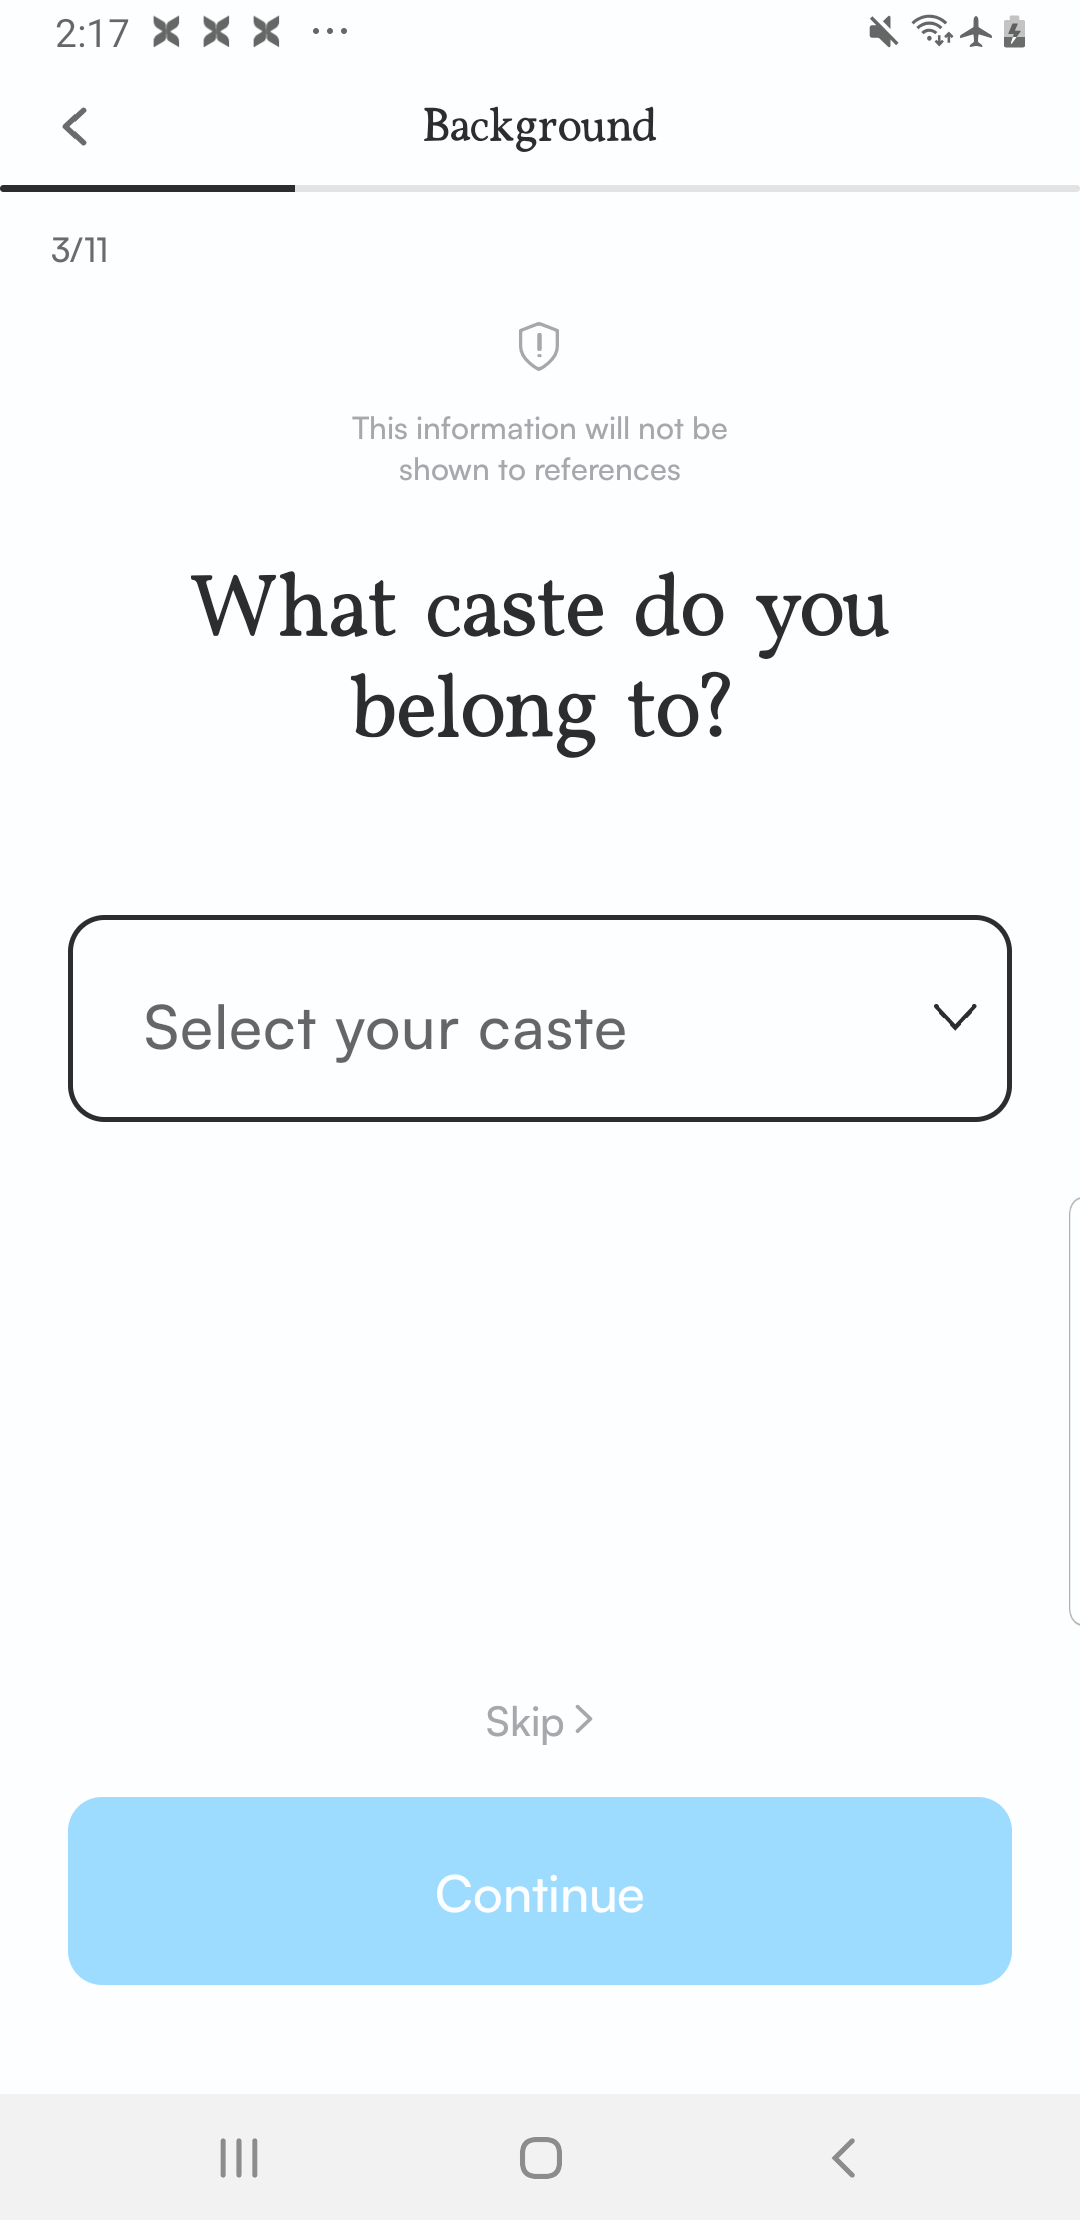 2:17
Background
3/11
This information will not be
shown to references
What caste do you
belong to?
Select your caste
Skip
Continue